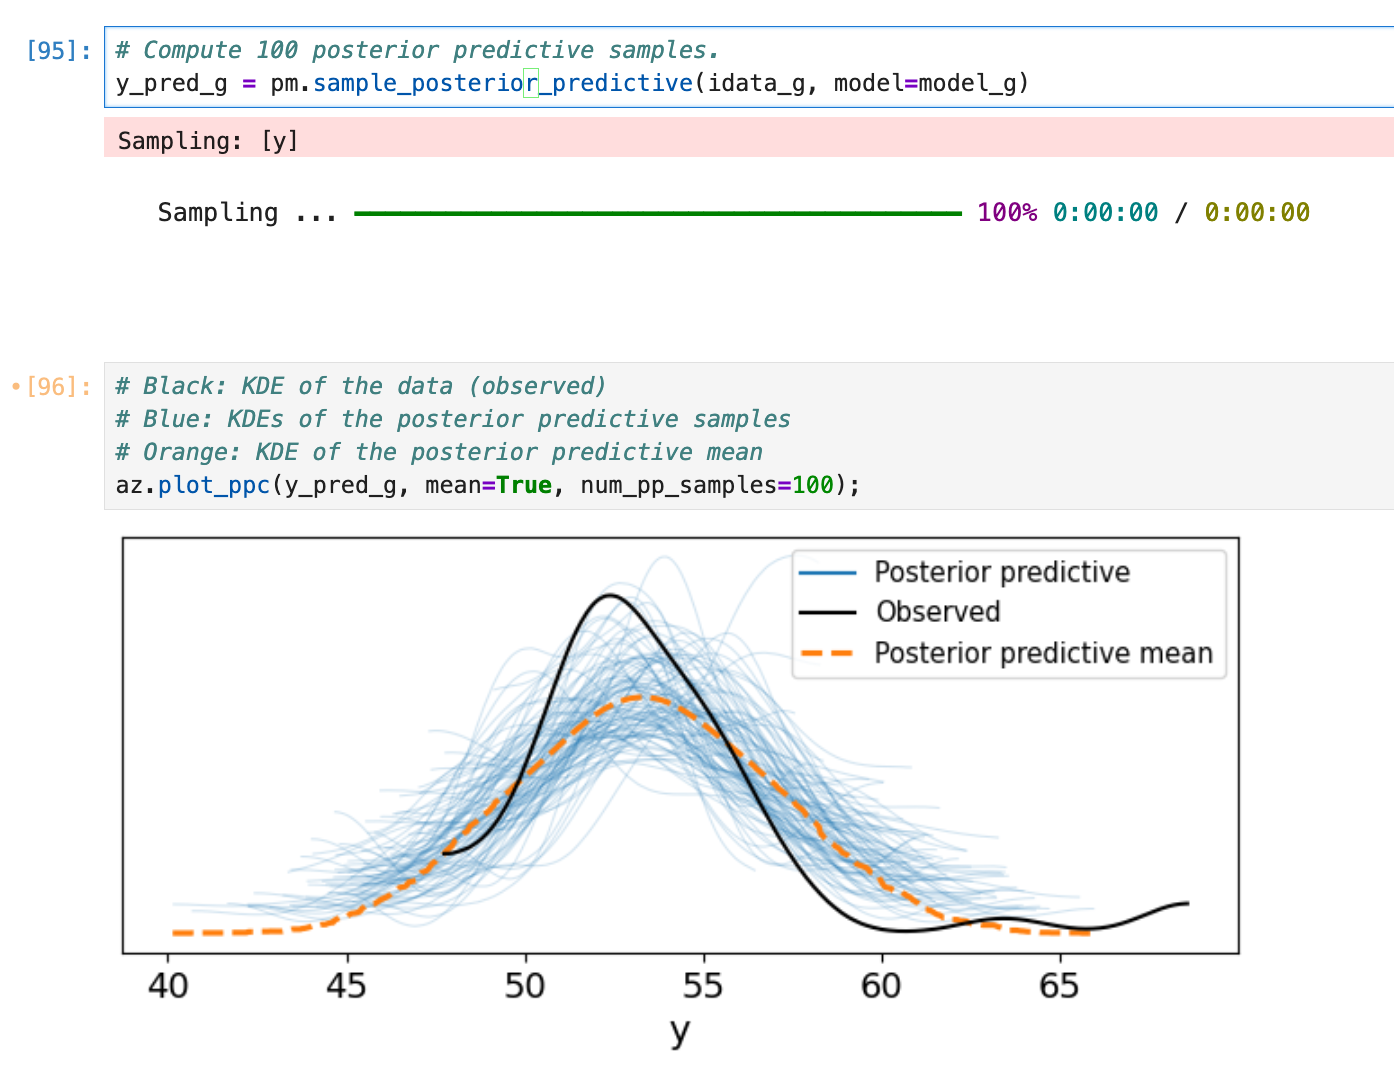 [95]: # Compute 100 posterior predictive samples.
y_pred_g = pm.sample_posterior_predictive(idata_g, model=model_g)
Sampling: [y]
Sampling ... 100% 0:00:00 / 0:00:00
[96]: # Black: KDE of the data (observed)
# Blue: KDEs of the posterior predictive samples
# Orange: KDE of the posterior predictive mean
az.plot_ppc(y_pred_g, mean=True, num_pp_samples=100);
Posterior predictive
Observed
Posterior predictive mean
40 45 50 55 60 65
y